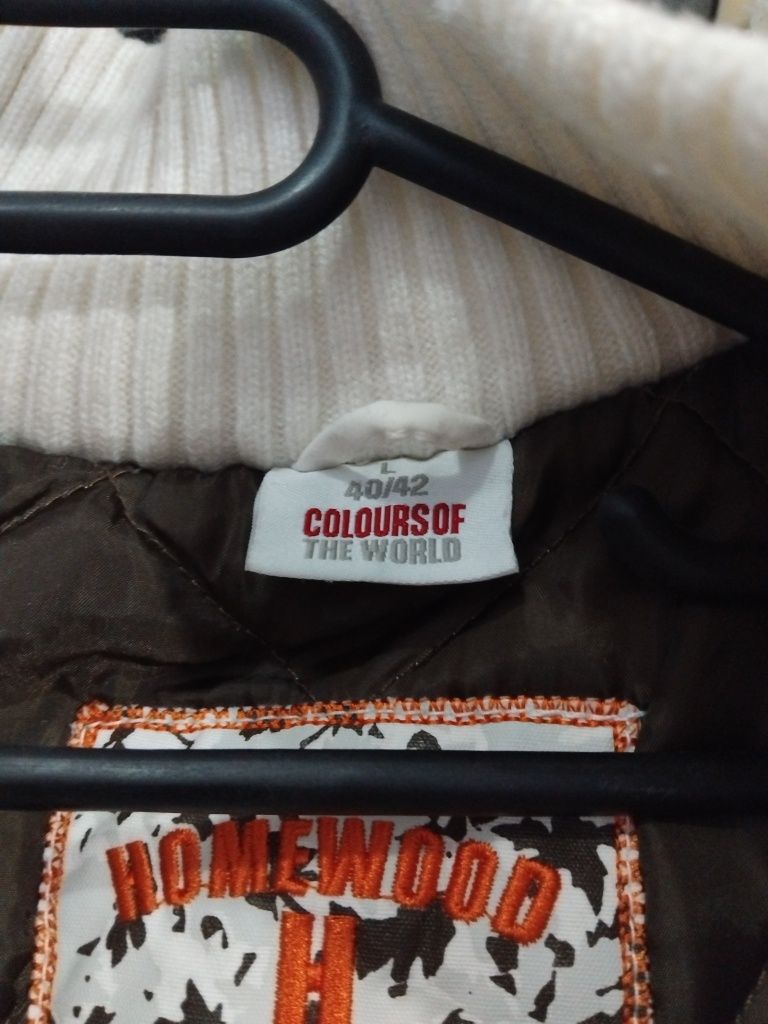 L
40/42
COLOURS OF
THE WORLD
HOMEWOOD
H